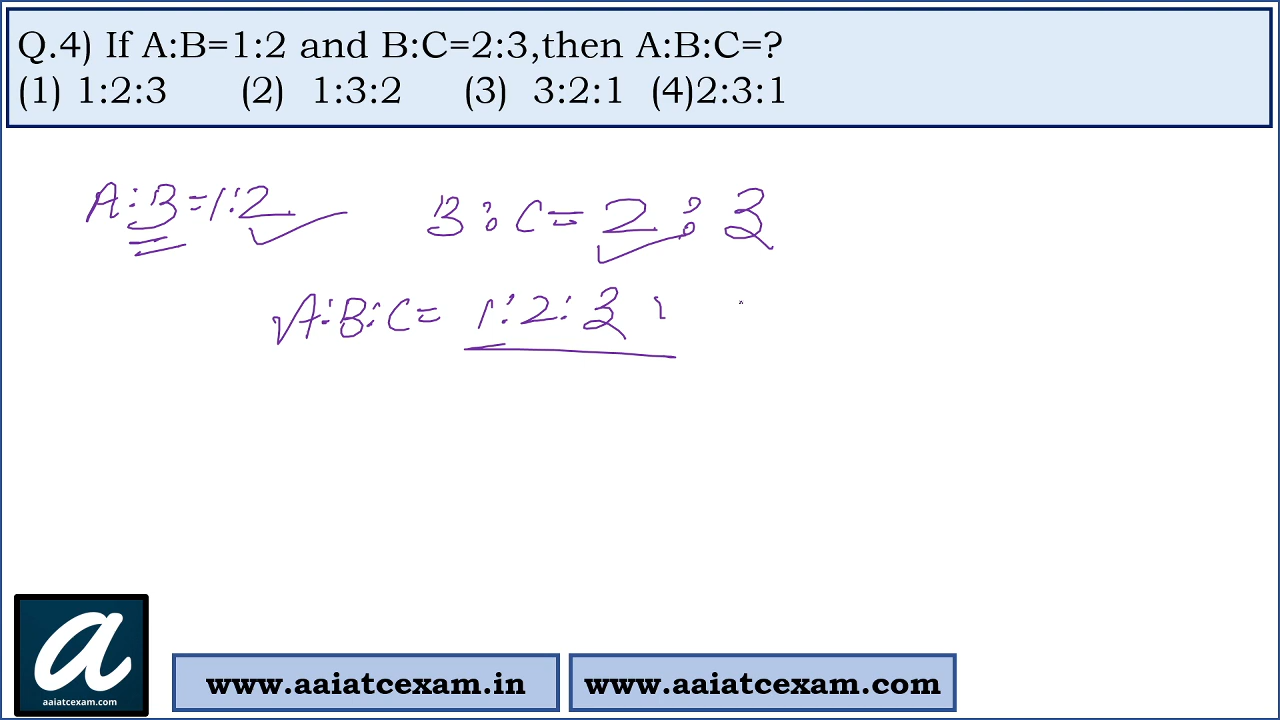 Q.4) If A:B=1:2 and B:C=2:3,then A:B:C=?
(1) 1:2:3 (2) 1:3:2 (3) 3:2:1 (4)2:3:1
A:B=1:2 B:C=2:3
A:B:C= 1:2:3
a
aaiatcexam.com
www.aaiatcexam.in www.aaiatcexam.com